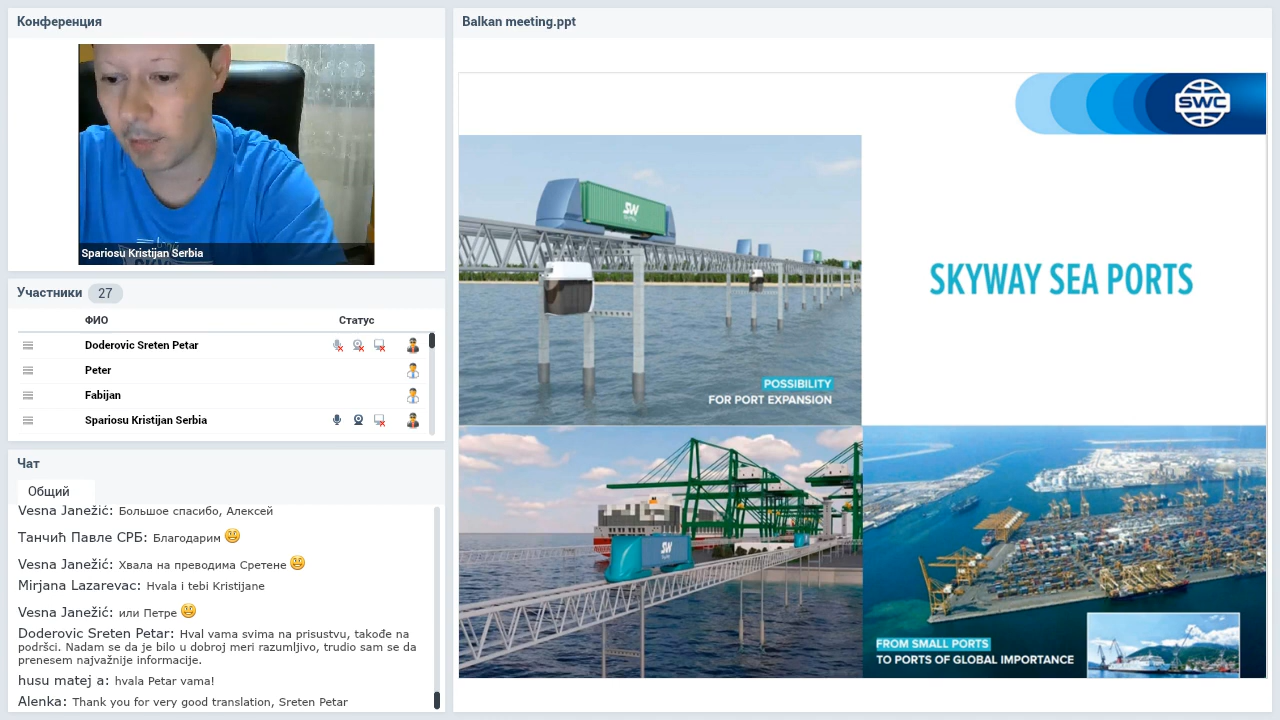 Конференция
Spariosu Kristijan Serbia
Участники 27
ФИО Статус
Doderovic Sreten Petar
Peter
Fabijan
Spariosu Kristijan Serbia
Чат
Общий
Vesna Janežić: Большое спасибо, Алексей
Танчић Павле СРБ: Благодарим
Vesna Janežić: Хвала на преводима Сретене
Mirjana Lazarevac: Hvala i tebi Kristijane
Vesna Janežić: или Петре
Doderovic Sreten Petar: Hval vama svima na prisustvu, takođe na
podršci. Nadam se da je bilo u dobroj meri razumljivo, trudio sam se da
prenesem najvažnije informacije.
husu matej a: hvala Petar vama!
Alenka: Thank you for very good translation, Sreten Petar
Balkan meeting.ppt
SWC
SW
POSSIBILITY
FOR PORT EXPANSION
SKYWAY SEA PORTS
SW
FROM SMALL PORTS
TO PORTS OF GLOBAL IMPORTANCE